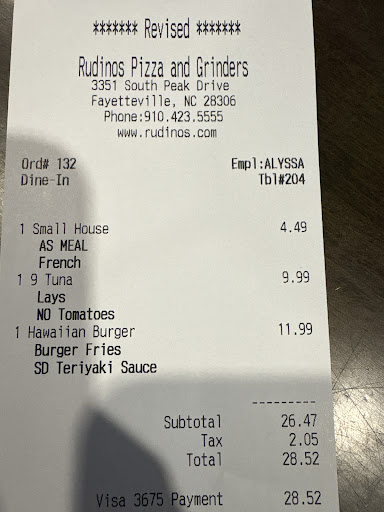 ******* Revised *******
Rudinos Pizza and Grinders
3351 South Peak Drive
Fayetteville, NC 28306
Phone:910.423.5555
www.rudinos.com
Ord# 132 Empl:ALYSSA
Dine-In Tbl#204
1 Small House 4.49
AS MEAL
French
1 9 Tuna 9.99
Lays
NO Tomatoes
1 Hawaiian Burger 11.99
Burger Fries
SD Teriyaki Sauce
---------
Subtotal 26.47
Tax 2.05
Total 28.52
Visa 3675 Payment 28.52